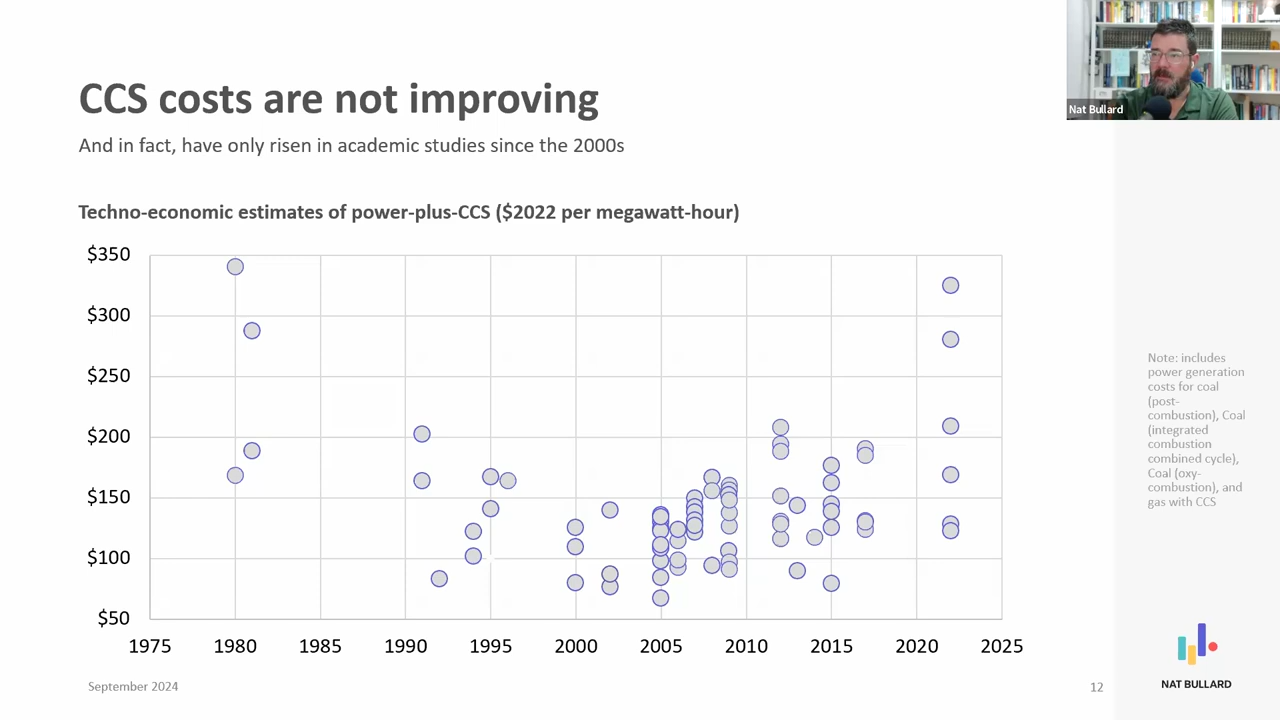 Nat Bullard
CCS costs are not improving
And in fact, have only risen in academic studies since the 2000s
Techno-economic estimates of power-plus-CCS ($2022 per megawatt-hour)
$350
$300
$250
$200
$150
$100
$50
1975 1980 1985 1990 1995 2000 2005 2010 2015 2020 2025
Note: includes
power generation
costs for coal
(post-
combustion), Coal
(integrated
combustion
combined cycle),
Coal (oxy-
combustion), and
gas with CCS
NAT BULLARD
September 2024
12